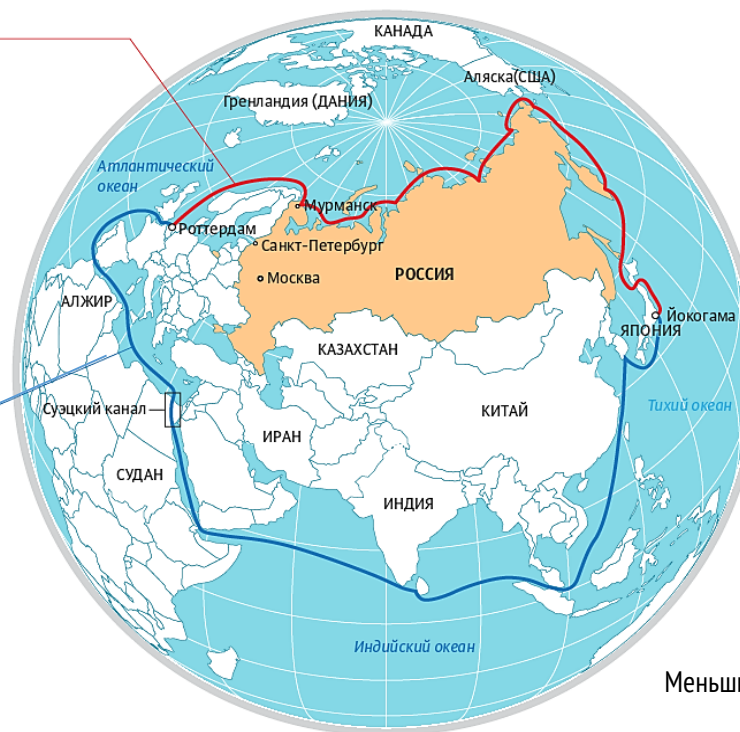 КАНАДА
Аляска(США)
Гренландия (ДАНИЯ)
Атлантический
океан
Мурманск
Роттердам
Санкт-Петербург
Москва
РОССИЯ
АЛЖИР
Йокогама
ЯПОНИЯ
КАЗАХСТАН
Тихий океан
Суэцкий канал
КИТАЙ
ИРАН
СУДАН
ИНДИЯ
Индийский океан